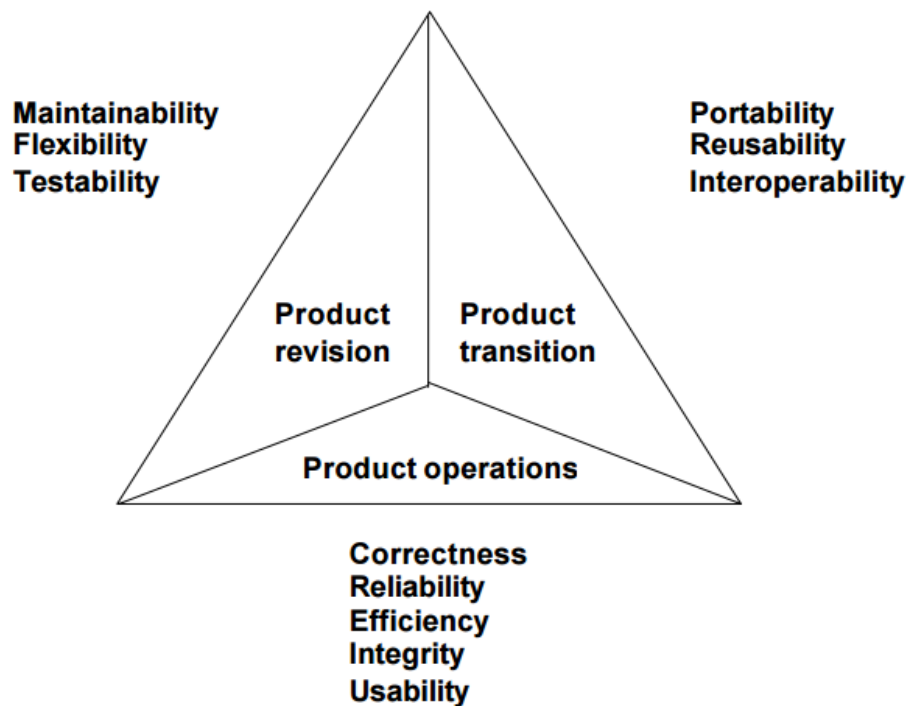 Maintainability
Flexibility
Testability
Portability
Reusability
Interoperability
Product
revision
Product
transition
Product operations
Correctness
Reliability
Efficiency
Integrity
Usability